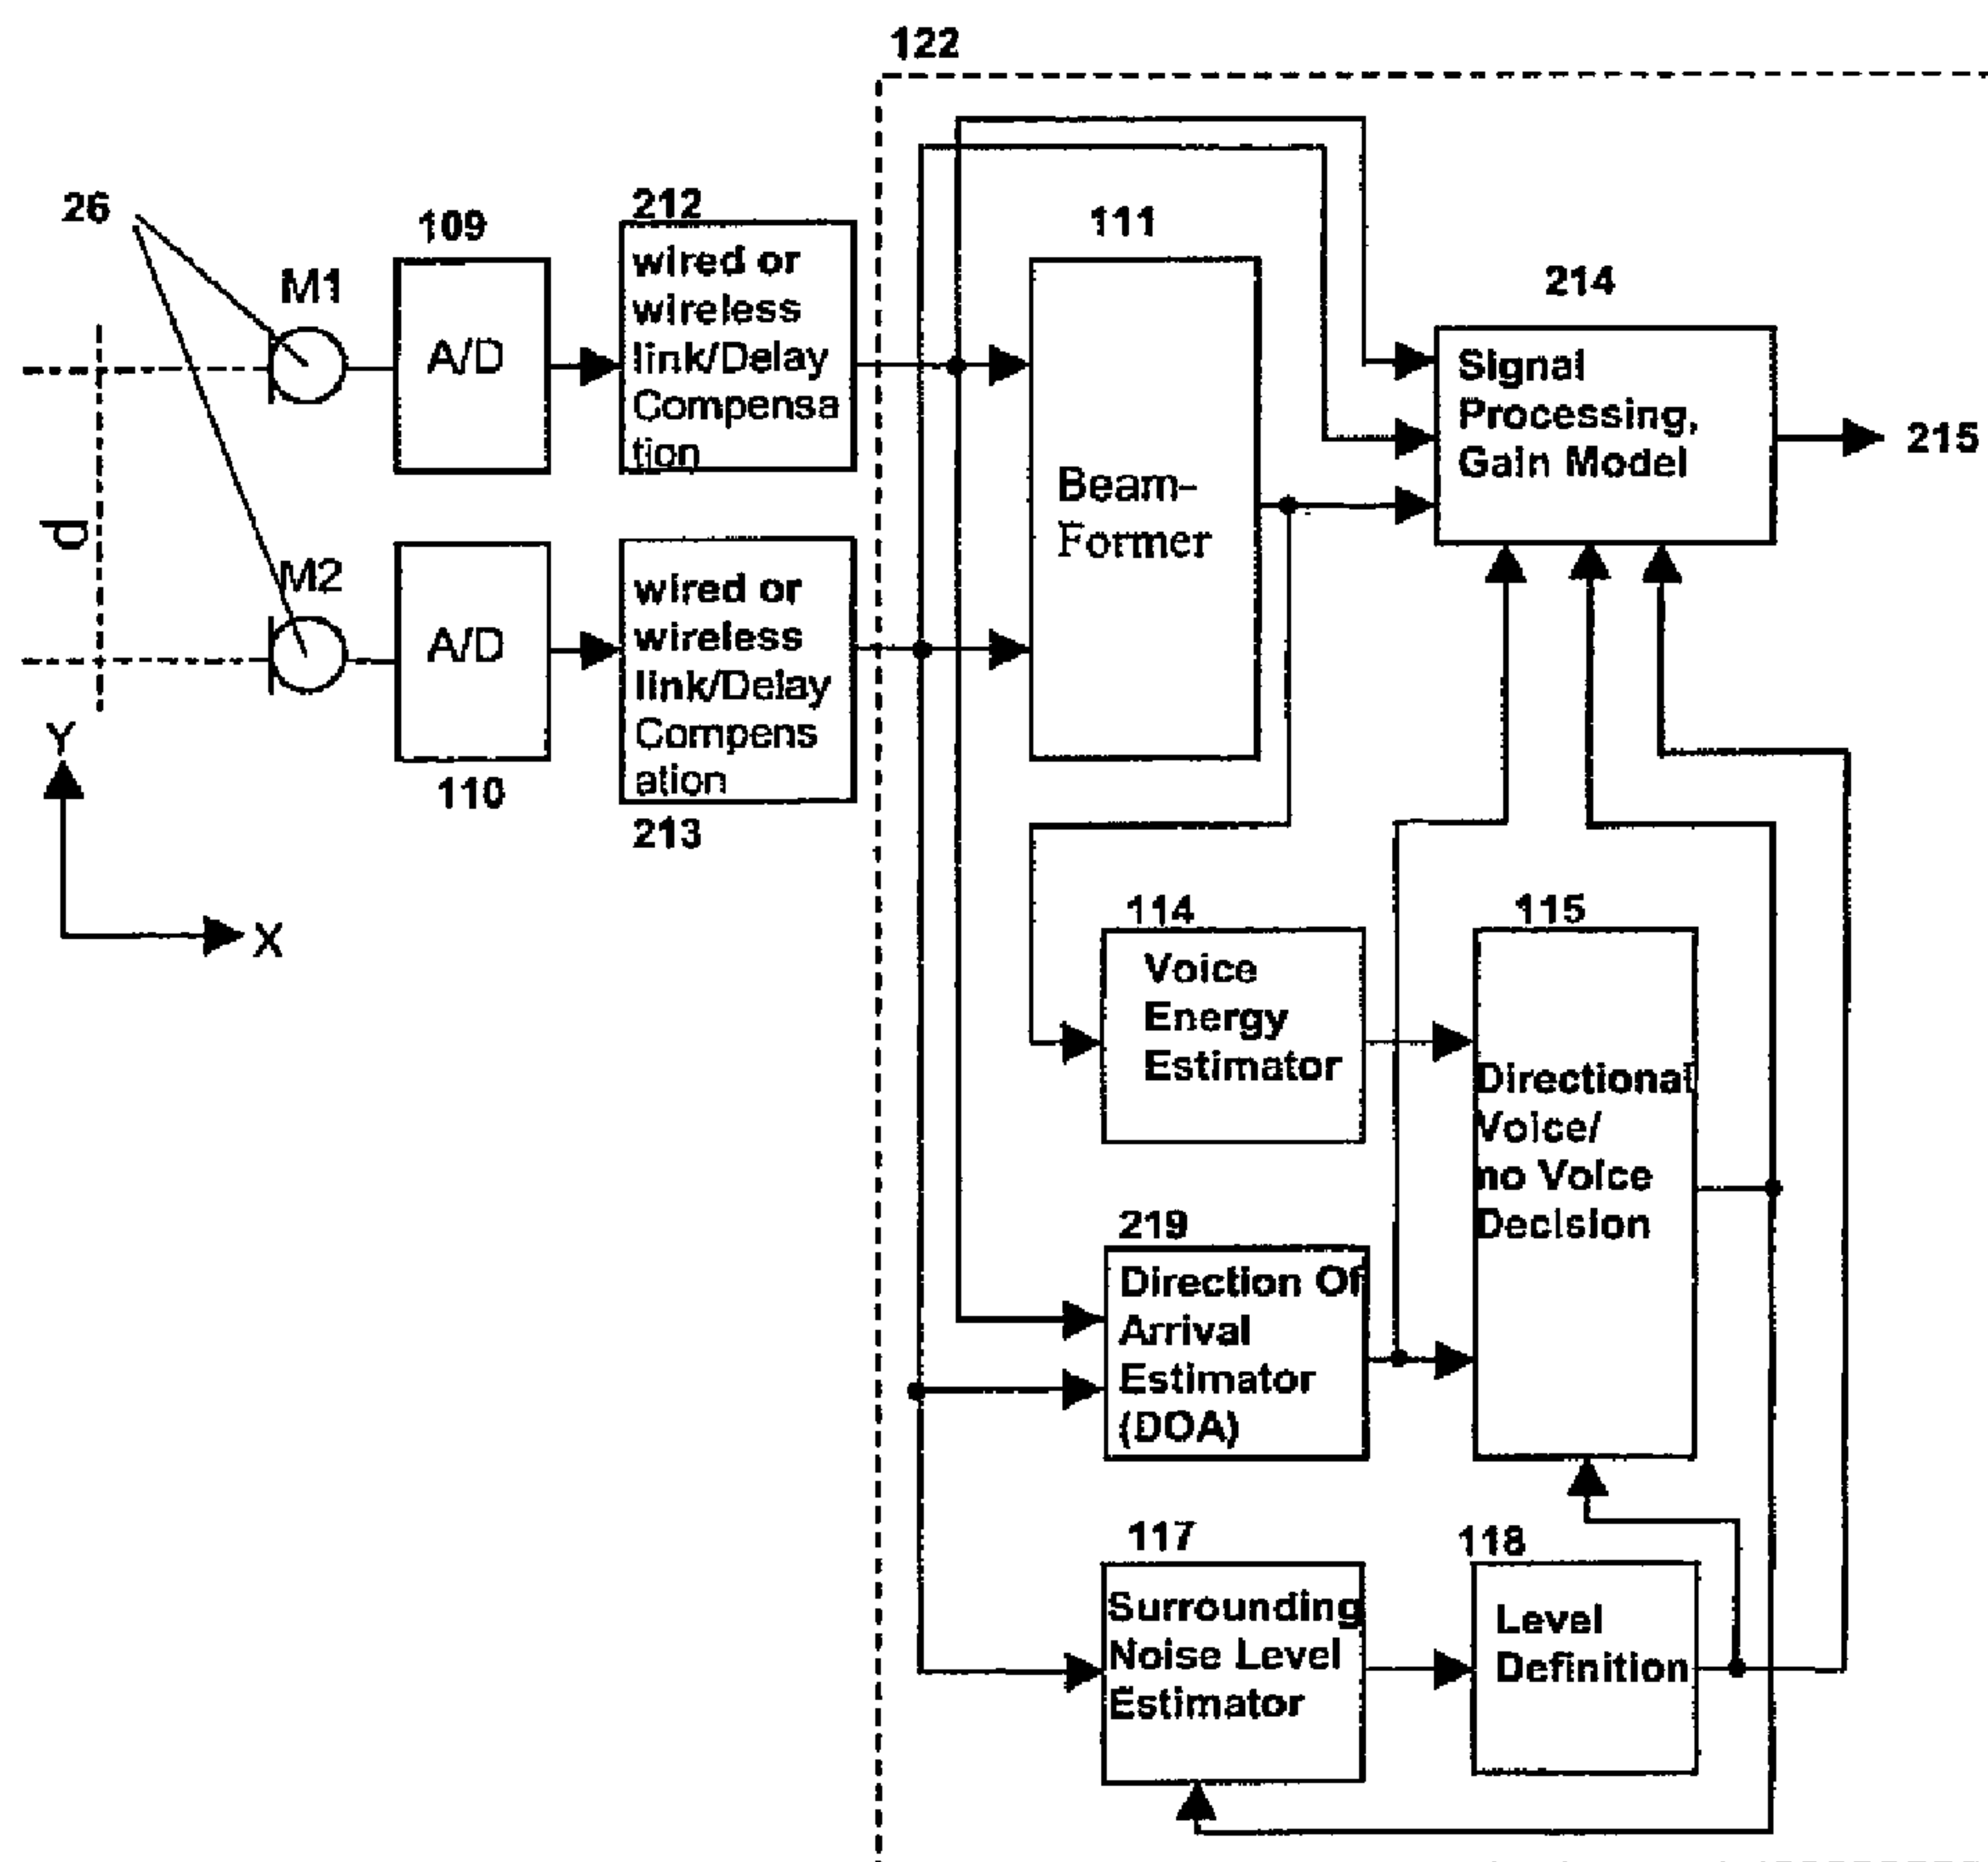 122
26
109
212
M1
A/D
wired or
wireless
link/Delay
Compensa
tion
111
Beam-
Former
214
Signal
Processing,
Gain Model
215
d
M2
A/D
110
wired or
wireless
link/Delay
Compens
ation
213
Y
X
114
Voice
Energy
Estimator
115
Directional
Voice/
no Voice
Decision
219
Direction Of
Arrival
Estimator
(DOA)
117
Surrounding
Noise Level
Estimator
118
Level
Definition